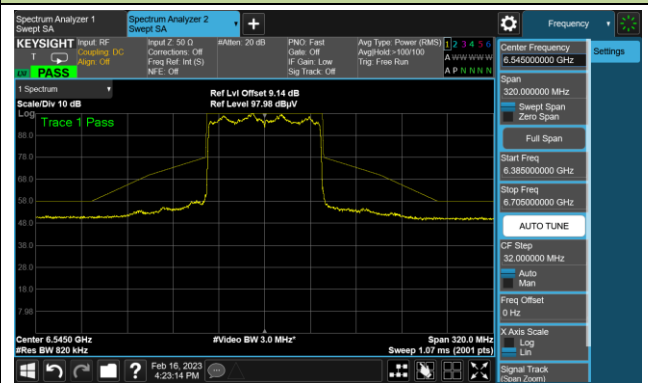 Spectrum Analyzer 1
Swept SA
Spectrum Analyzer 2
Swept SA
+
Frequency
KEYSIGHT
T
LXI
PASS
Input: RF
Coupling: DC
Align: Off
Input Z: 50 Ω
Corrections: Off
Freq Ref: Int (S)
NFE: Off
#Atten: 20 dB
PNO: Fast
Gate: Off
IF Gain: Low
Sig Track: Off
Avg Type: Power (RMS)
Avg|Hold:>100/100
Trig: Free Run
1 2 3 4 5 6
A W W W W W
A P N N N N
1 Spectrum
Scale/Div 10 dB
Log
Ref Lvl Offset 9.14 dB
Ref Level 97.98 dBµV
Trace 1 Pass
88.0
78.0
68.0
58.0
48.0
38.0
28.0
18.0
7.98
Center 6.5450 GHz
#Res BW 820 kHz
#Video BW 3.0 MHz*
Span 320.0 MHz
Sweep 1.07 ms (2001 pts)
Feb 16, 2023
4:23:14 PM
?
Center Frequency
6.545000000 GHz
Settings
Span
320.000000 MHz
Swept Span
Zero Span
Full Span
Start Freq
6.385000000 GHz
Stop Freq
6.705000000 GHz
AUTO TUNE
CF Step
32.000000 MHz
Auto
Man
Freq Offset
0 Hz
X Axis Scale
Log
Lin
Signal Track
(Span Zoom)